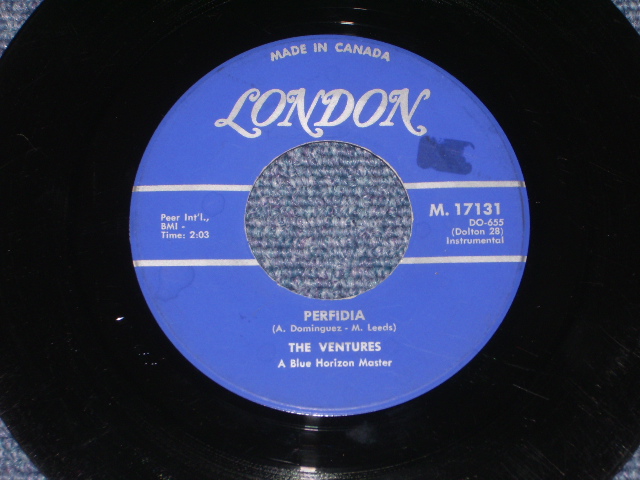 MADE IN CANADA
LONDON
Peer Int'l.,
BMI -
Time: 2:03
M. 17131
DO-655
(Dolton 28)
Instrumental
PERFIDIA
(A. Dominguez - M. Leeds)
THE VENTURES
A Blue Horizon Master